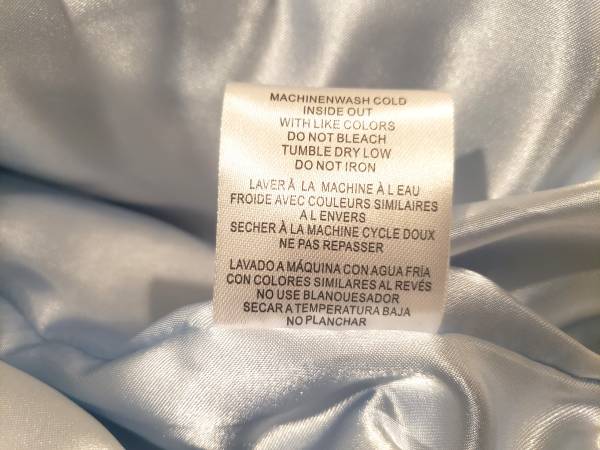 MACHINENWASH COLD
INSIDE OUT
WITH LIKE COLORS
DO NOT BLEACH
TUMBLE DRY LOW
DO NOT IRON
LAVER À LA MACHINE À L EAU
FROIDE AVEC COULEURS SIMILAIRES
A L ENVERS
SECHER À LA MACHINE CYCLE DOUX
NE PAS REPASSER
LAVADO A MÁQUINA CON AGUA FRÍA
CON COLORES SIMILARES AL REVÉS
NO USE BLANOUESADOR
SECAR A TEMPERATURA BAJA
NO PLANCHAR